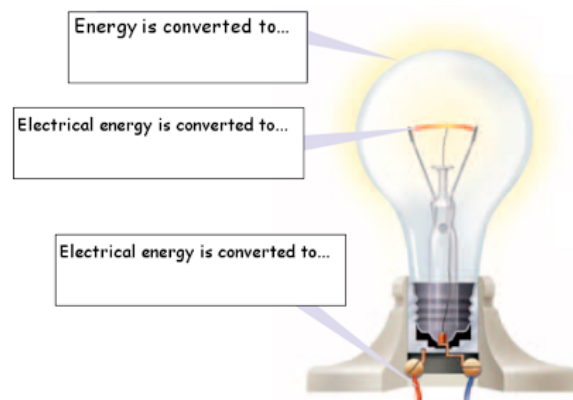 Energy is converted to...
Electrical energy is converted to...
Electrical energy is converted to...